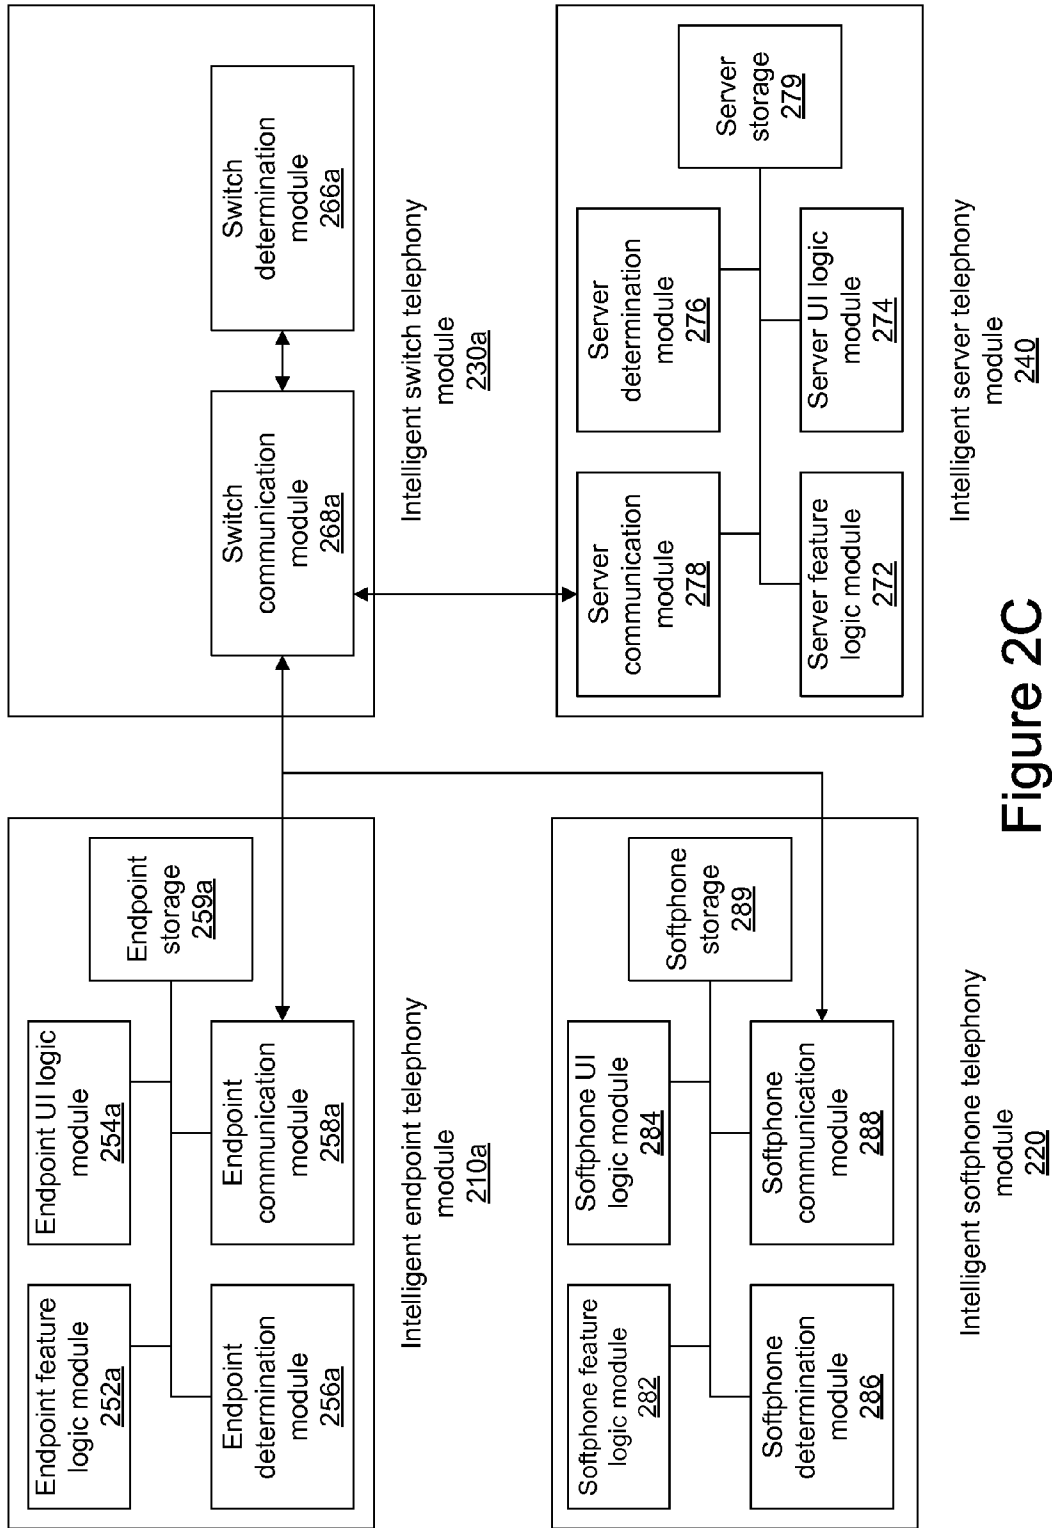 Endpoint feature
logic module
252a
Endpoint UI logic
module
254a
Endpoint
storage
259a
Endpoint
determination
module
256a
Endpoint
communication
module
258a
Intelligent endpoint telephony
module
210a
Switch
communication
module
268a
Switch
determination
module
266a
Intelligent switch telephony
module
230a
Softphone feature
logic module
282
Softphone UI
logic module
284
Softphone
storage
289
Softphone
determination
module
286
Softphone
communication
module
288
Intelligent softphone telephony
module
220
Server
communication
module
278
Server
determination
module
276
Server
storage
279
Server feature
logic module
272
Server UI logic
module
274
Intelligent server telephony
module
240
Figure 2C